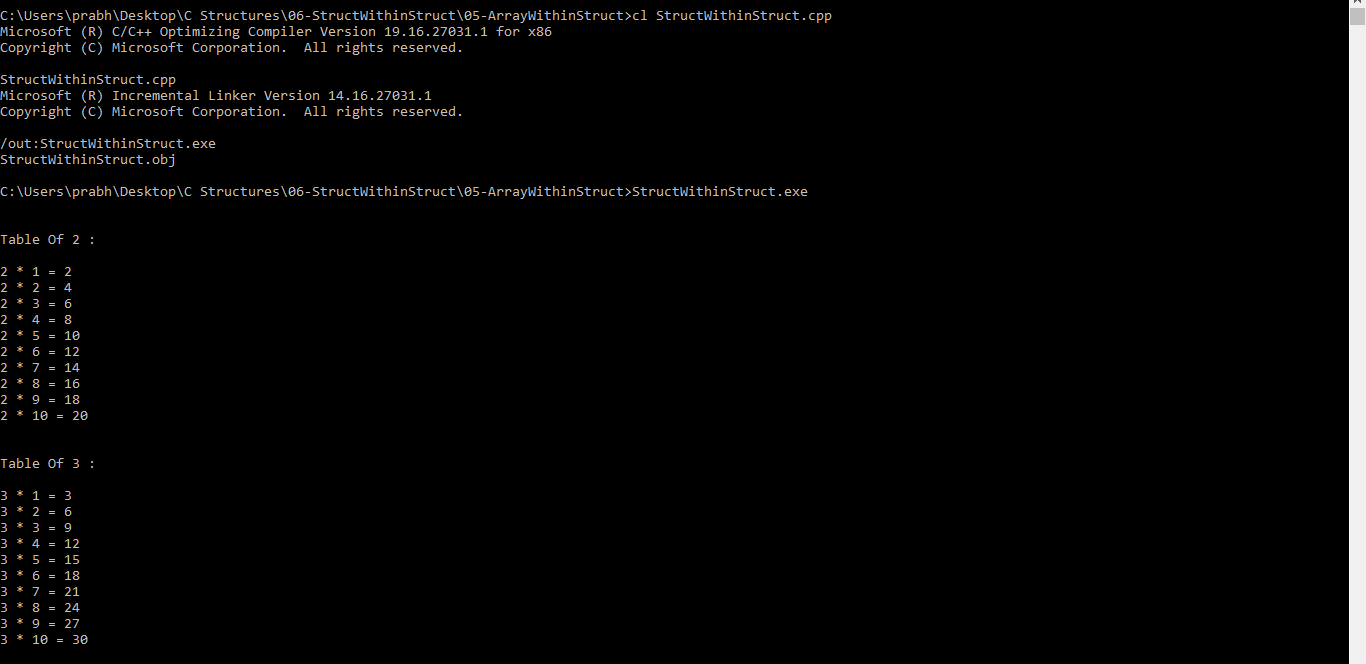 C:\Users\prabh\Desktop\C Structures\06-StructWithinStruct\05-ArrayWithinStruct>cl StructWithinStruct.cpp
Microsoft (R) C/C++ Optimizing Compiler Version 19.16.27031.1 for x86
Copyright (C) Microsoft Corporation.  All rights reserved.

StructWithinStruct.cpp
Microsoft (R) Incremental Linker Version 14.16.27031.1
Copyright (C) Microsoft Corporation.  All rights reserved.

/out:StructWithinStruct.exe
StructWithinStruct.obj

C:\Users\prabh\Desktop\C Structures\06-StructWithinStruct\05-ArrayWithinStruct>StructWithinStruct.exe

Table Of 2 :

2 * 1 = 2
2 * 2 = 4
2 * 3 = 6
2 * 4 = 8
2 * 5 = 10
2 * 6 = 12
2 * 7 = 14
2 * 8 = 16
2 * 9 = 18
2 * 10 = 20

Table Of 3 :

3 * 1 = 3
3 * 2 = 6
3 * 3 = 9
3 * 4 = 12
3 * 5 = 15
3 * 6 = 18
3 * 7 = 21
3 * 8 = 24
3 * 9 = 27
3 * 10 = 30